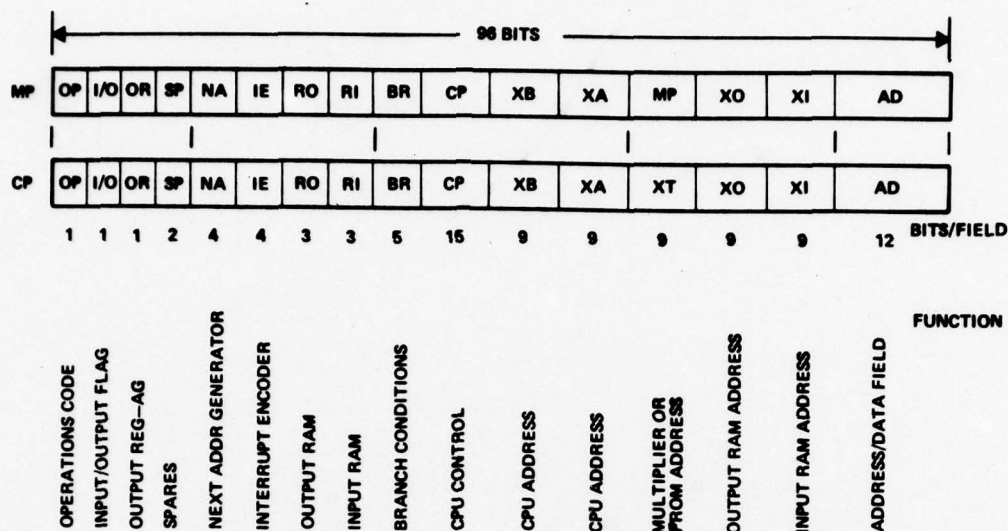 96 BITS
MP OP I/O OR SP NA IE RO RI BR CP XB XA MP XO XI AD
CP OP I/O OR SP NA IE RO RI BR CP XB XA XT XO XI AD
1 1 1 2 4 4 3 3 5 15 9 9 9 9 9 12 BITS/FIELD
FUNCTION
OPERATIONS CODE
INPUT/OUTPUT FLAG
OUTPUT REG-AG
SPARES
NEXT ADDR GENERATOR
INTERRUPT ENCODER
OUTPUT RAM
INPUT RAM
BRANCH CONDITIONS
CPU CONTROL
CPU ADDRESS
CPU ADDRESS
MULTIPLIER OR
PROM ADDRESS
OUTPUT RAM ADDRESS
INPUT RAM ADDRESS
ADDRESS/DATA FIELD